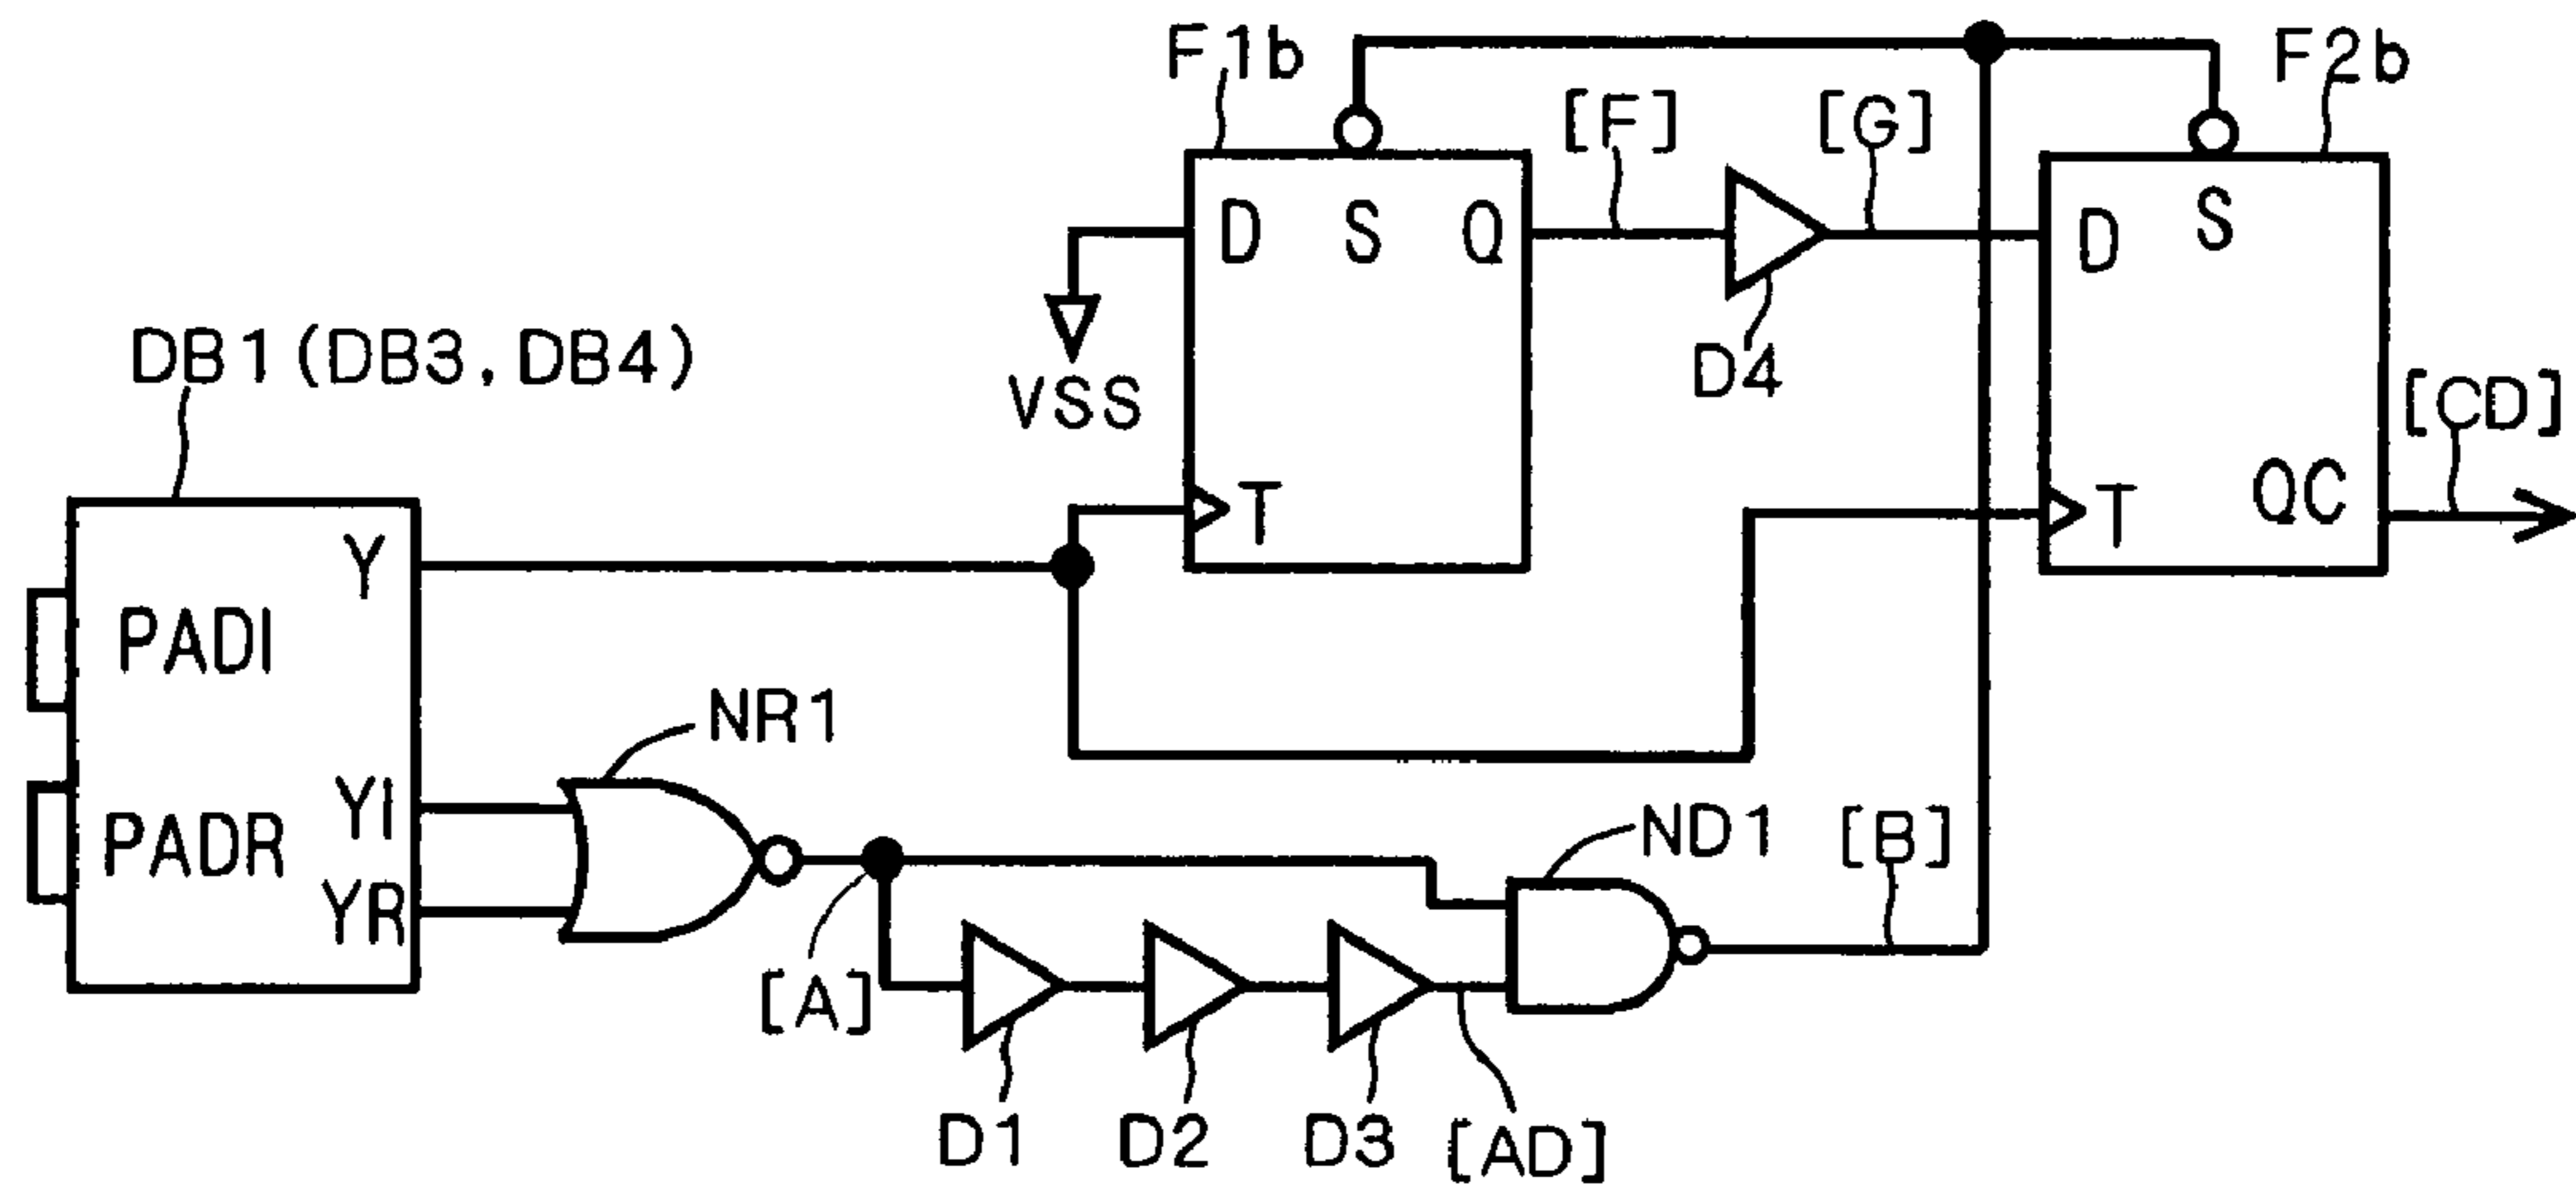 F1b
F2b
[F]
[G]
D
S
Q
D
S
VSS
D4
DB1(DB3,DB4)
[CD]
T
T
QC
Y
PADI
NR1
YI
PADR
YR
ND1
[B]
[A]
D1
D2
D3
[AD]